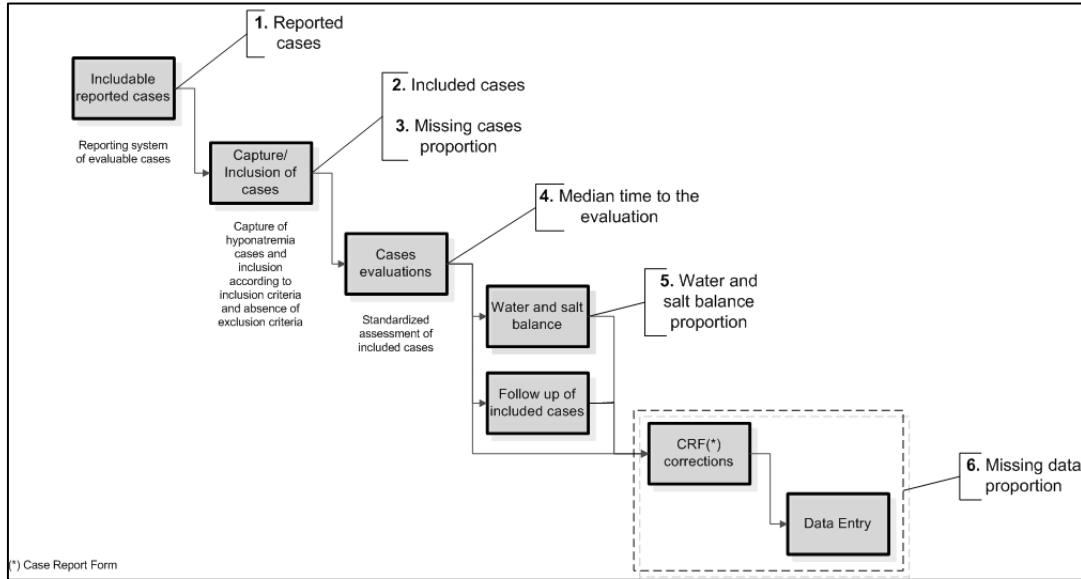 1. Reported
cases
Includable
reported cases
Reporting system
of evaluable cases
2. Included cases
3. Missing cases
proportion
Capture/
Inclusion of
cases
Capture of
hyponatremia
cases and
inclusion
according to
inclusion criteria
and absence of
exclusion criteria
4. Median time to the
evaluation
Cases
evaluations
Standardized
assessment of
included cases
5. Water and
salt balance
proportion
Water and salt
balance
Follow up of
included cases
CRF(*)
corrections
6. Missing data
proportion
Data Entry
(*) Case Report Form